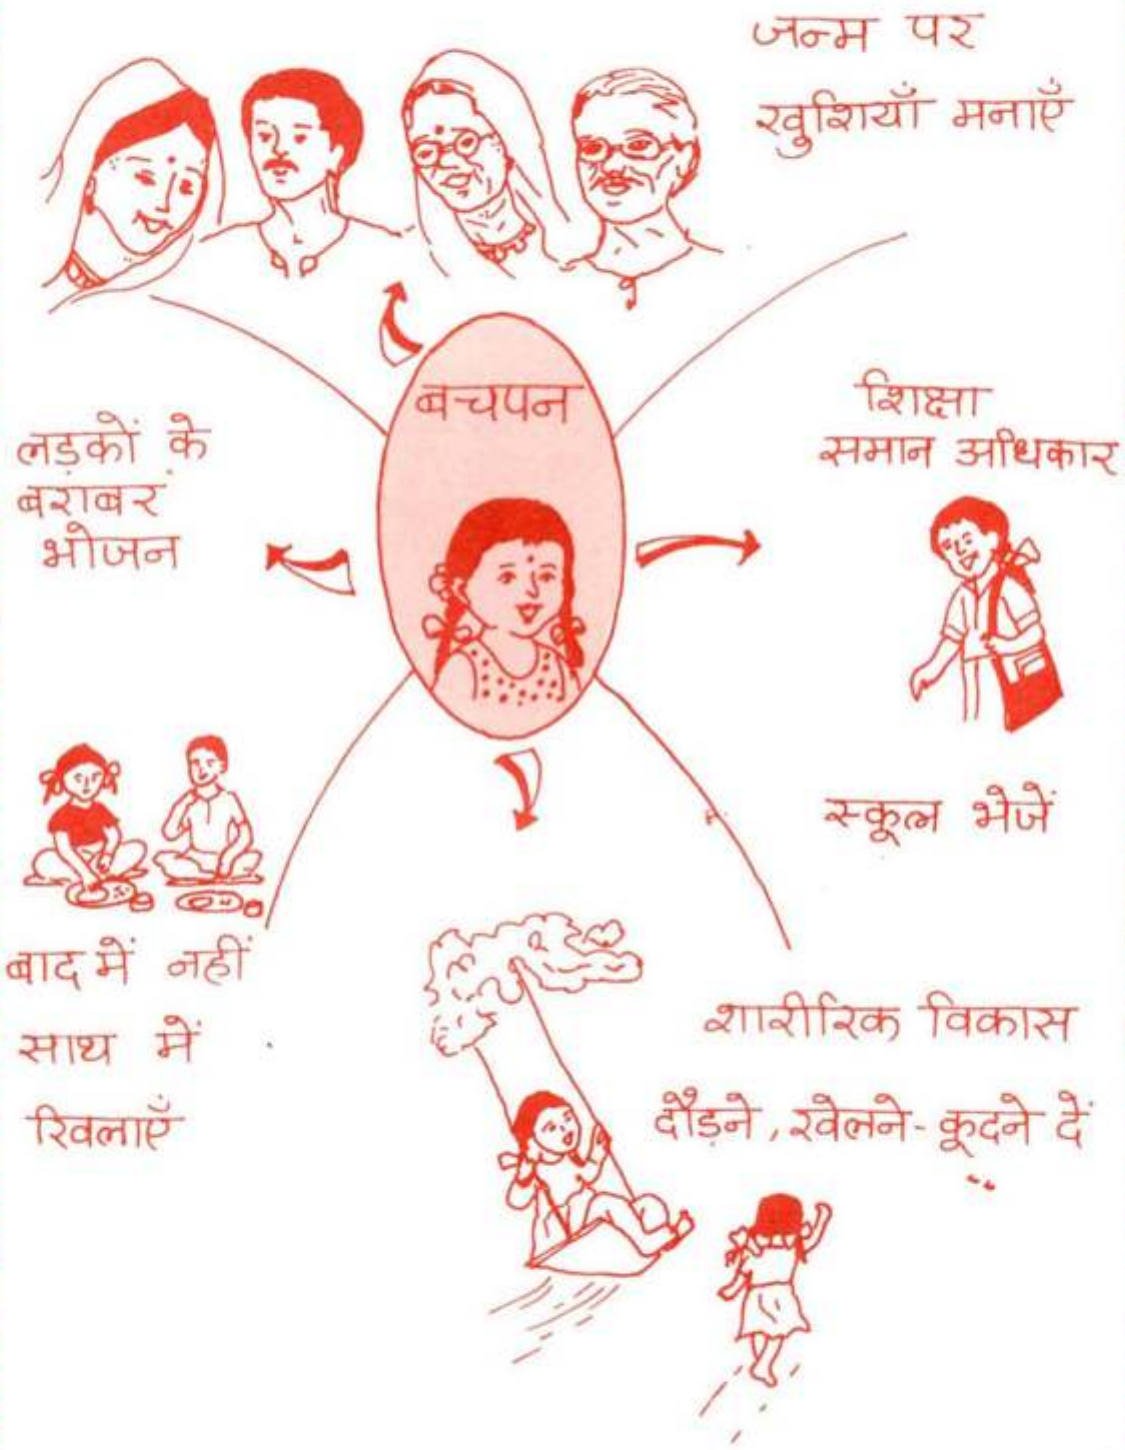 जन्म पर
खुशियाँ मनाएँ
बचपन
शिक्षा
समान अधिकार
स्कूल भेजें
लड़कों के
बराबर
भोजन
बाद में नहीं
साथ में
खिलाएँ
शारीरिक विकास
दौड़ने, खेलने-कूदने दें